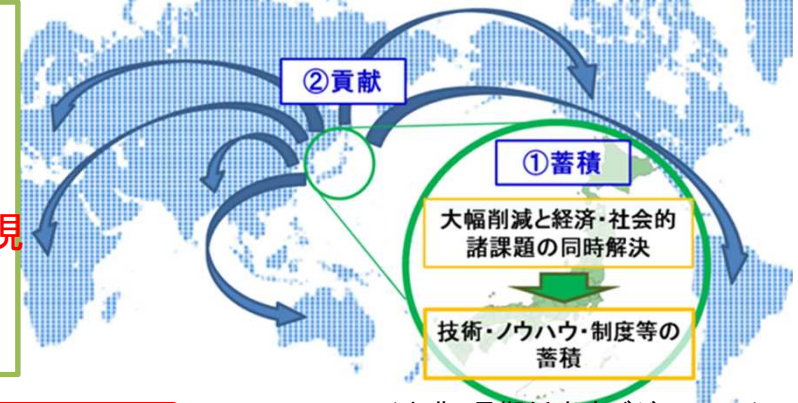 ②貢献
①蓄積
大幅削減と経済・社会的
諸課題の同時解決
技術・ノウハウ・制度等の
蓄積
現